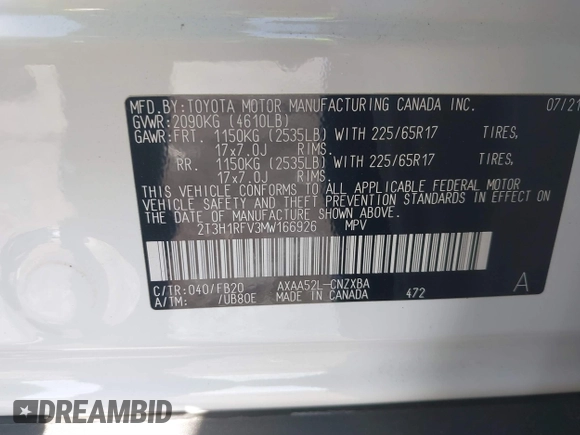 MFD.BY:TOYOTA MOTOR MANUFACTURING CANADA INC. 07/21
GVWR:2090KG (4610LB)
GAWR:FRT. 1150KG (2535LB) WITH 225/65R17 TIRES,
17x7.0J RIMS.
RR. 1150KG (2535LB) WITH 225/65R17 TIRES,
17x7.0J RIMS.
THIS VEHICLE CONFORMS TO ALL APPLICABLE FEDERAL MOTOR
VEHICLE SAFETY AND THEFT PREVENTION STANDARDS IN EFFECT ON
THE DATE OF MANUFACTURE SHOWN ABOVE.
2T3H1RFV3MW166926 MPV
C/TR:040/FB20 AXAA52L-CNZXBA
A/TM: /UB80E MADE IN CANADA 472
A
DREAMBID